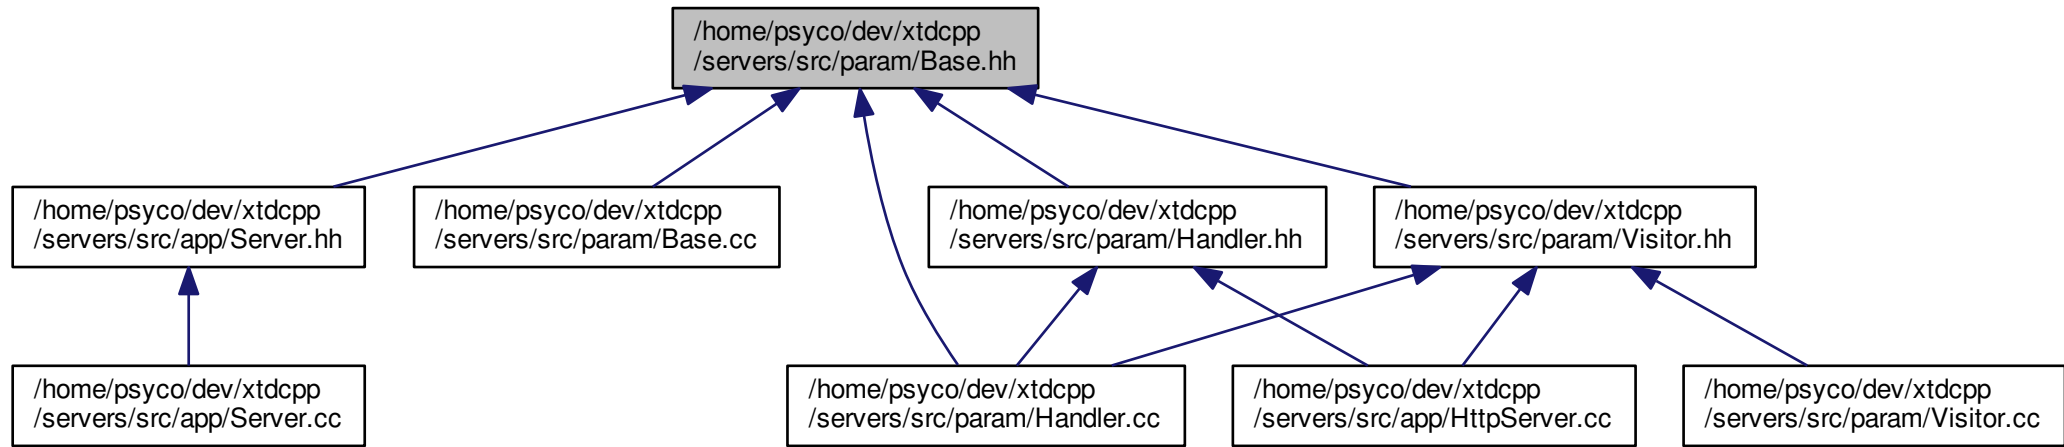 /home/psyco/dev/xtdcpp
/servers/src/param/Base.hh
/home/psyco/dev/xtdcpp
/servers/src/app/Server.hh
/home/psyco/dev/xtdcpp
/servers/src/param/Base.cc
/home/psyco/dev/xtdcpp
/servers/src/param/Handler.hh
/home/psyco/dev/xtdcpp
/servers/src/param/Visitor.hh
/home/psyco/dev/xtdcpp
/servers/src/app/Server.cc
/home/psyco/dev/xtdcpp
/servers/src/param/Handler.cc
/home/psyco/dev/xtdcpp
/servers/src/app/HttpServer.cc
/home/psyco/dev/xtdcpp
/servers/src/param/Visitor.cc